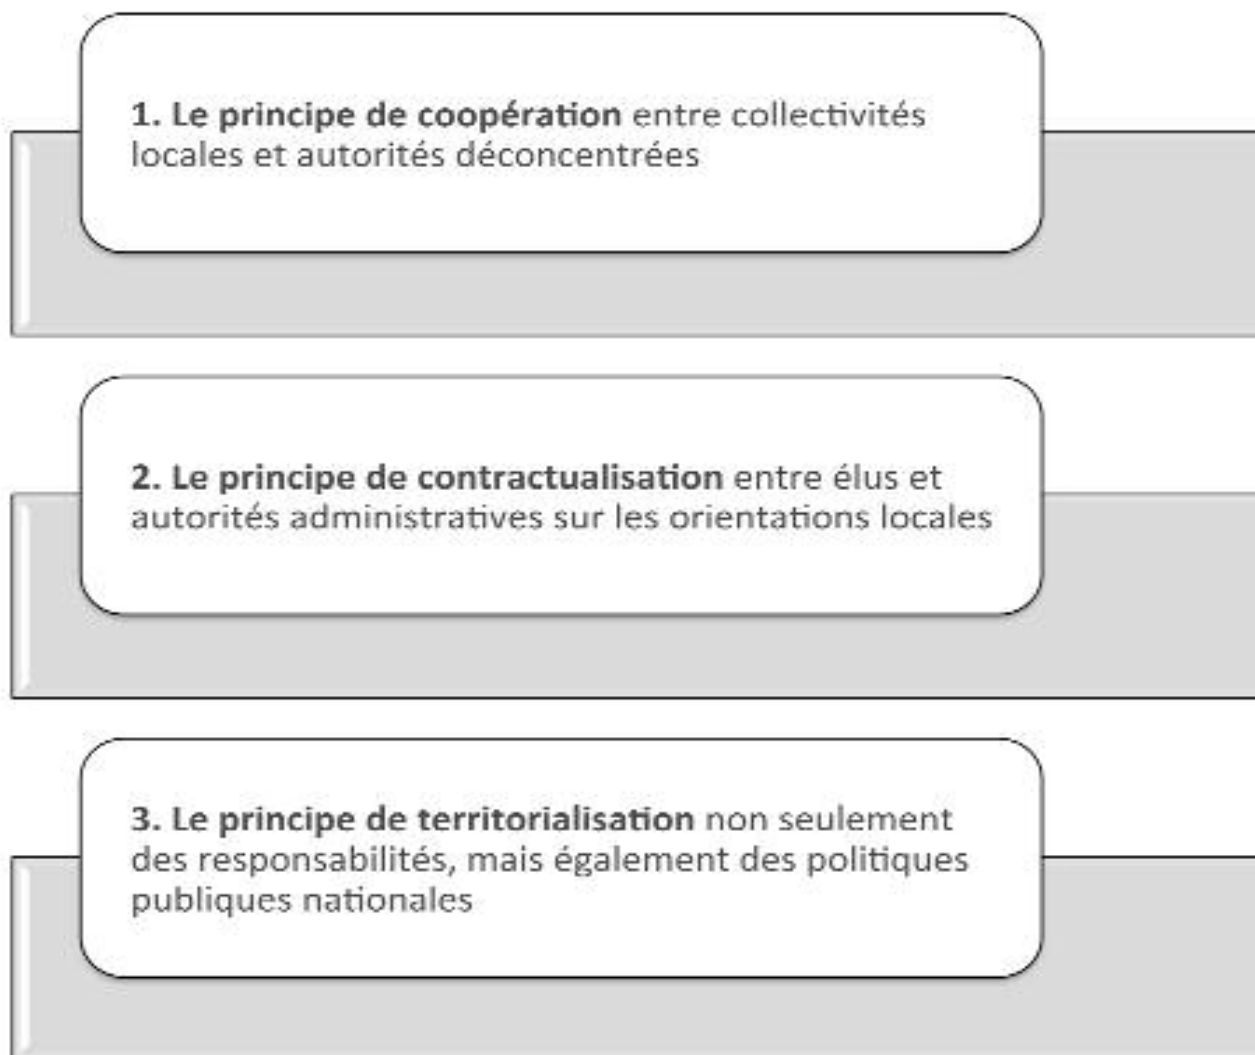 1. Le principe de coopération entre collectivités
locales et autorités déconcentrées
2. Le principe de contractualisation entre élus et
autorités administratives sur les orientations locales
3. Le principe de territorialisation non seulement
des responsabilités, mais également des politiques
publiques nationales